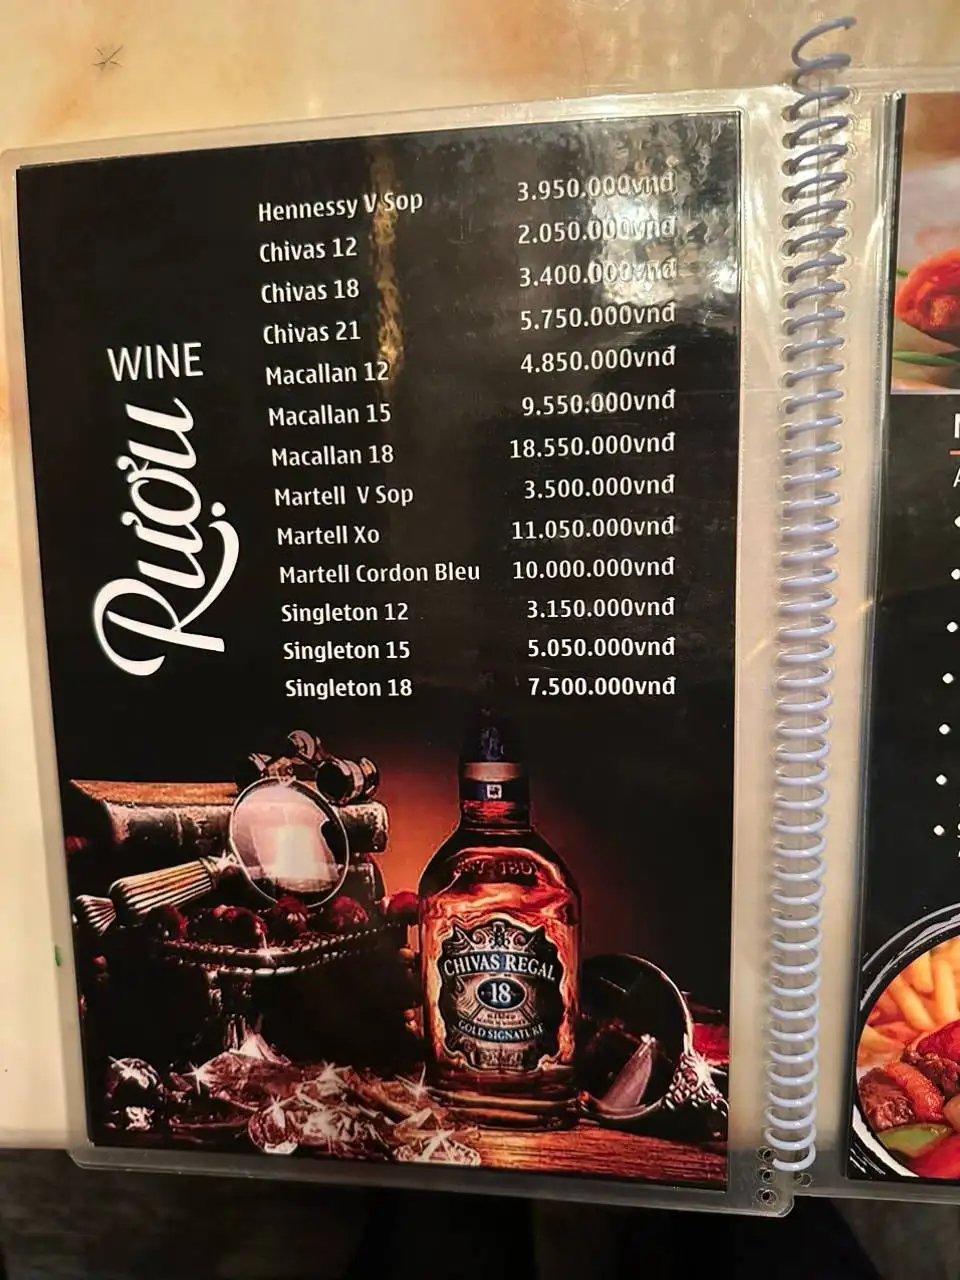 Rượu
WINE
Hennessy V Sop 3.950.000vnđ
Chivas 12 2.050.000vnđ
Chivas 18 3.400.000vnđ
Chivas 21 5.750.000vnđ
Macallan 12 4.850.000vnđ
Macallan 15 9.550.000vnđ
Macallan 18 18.550.000vnđ
Martell V Sop 3.500.000vnđ
Martell Xo 11.050.000vnđ
Martell Cordon Bleu 10.000.000vnđ
Singleton 12 3.150.000vnđ
Singleton 15 5.050.000vnđ
Singleton 18 7.500.000vnđ
CHIVAS REGAL
18
GOLD SIGNATURE